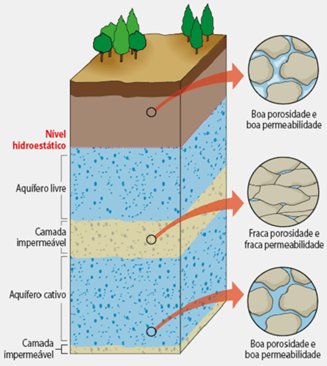 Nível
hidroestático
Aquífero livre
Camada
impermeável
Aquífero cativo
Camada
impermeável
Boa porosidade e
boa permeabilidade
Fraca porosidade e
fraca permeabilidade
Boa porosidade e
boa permeabilidade